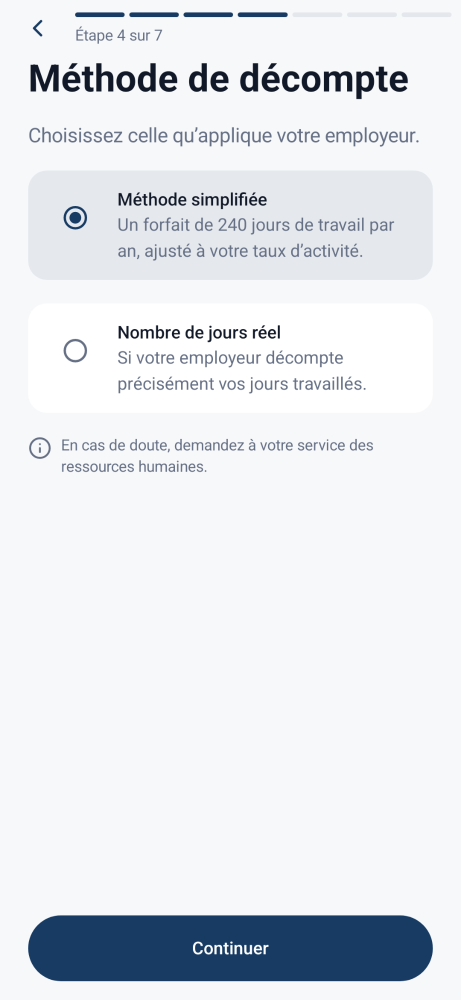 Étape 4 sur 7
Méthode de décompte
Choisissez celle qu’applique votre employeur.
Méthode simplifiée
Un forfait de 240 jours de travail par
an, ajusté à votre taux d’activité.
Nombre de jours réel
Si votre employeur décompte
précisément vos jours travaillés.
En cas de doute, demandez à votre service des
ressources humaines.
Continuer